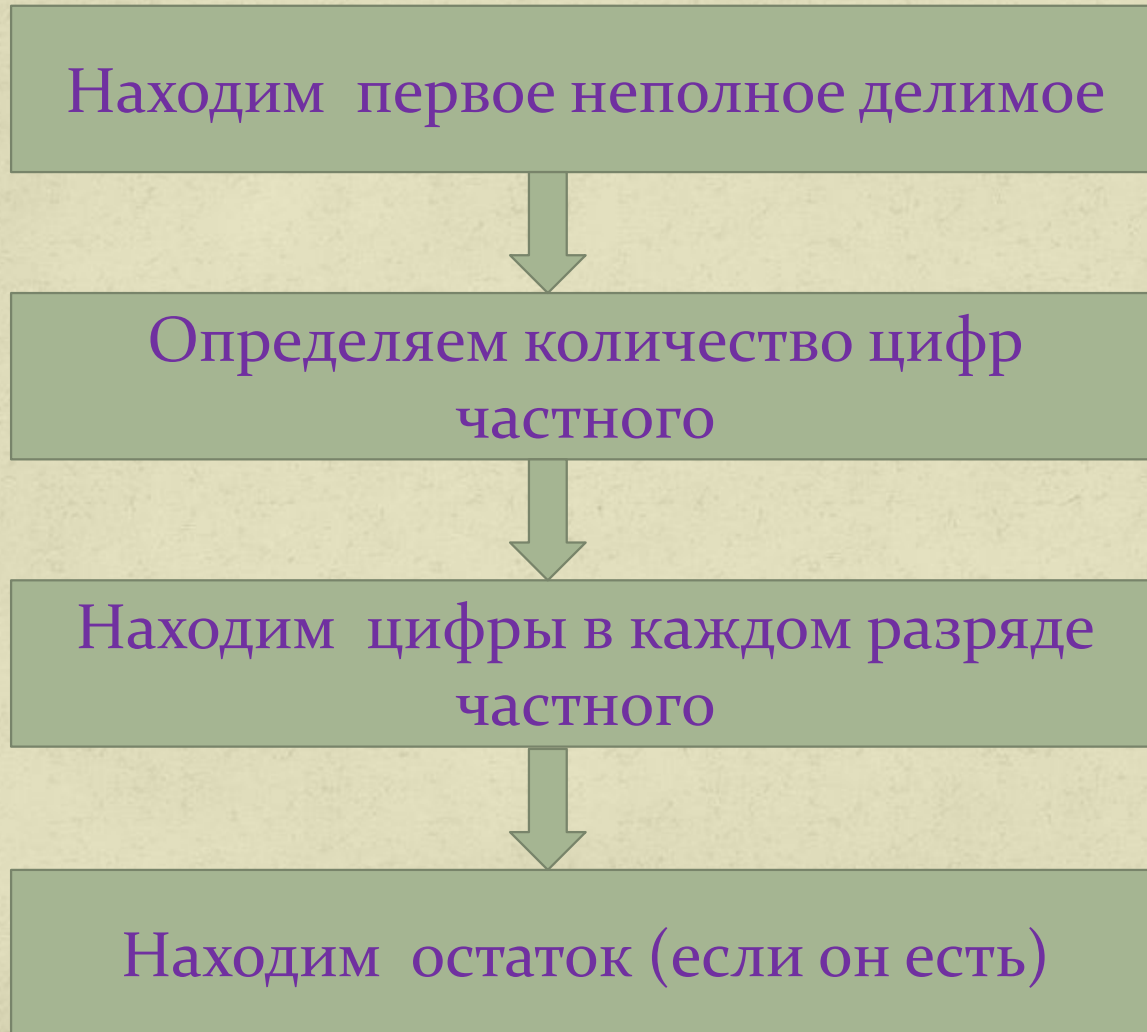 Находим первое неполное делимое
Определяем количество цифр
частного
Находим цифры в каждом разряде
частного
Находим остаток (если он есть)